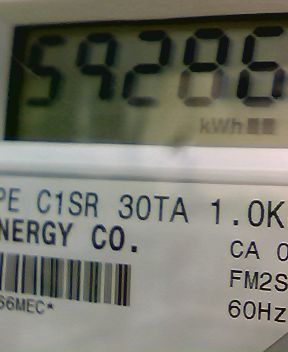 59286
kWh
PE C1SR 30TA 1.0K
NERGY CO.
CA 0
FM2S
66MEC*
60Hz